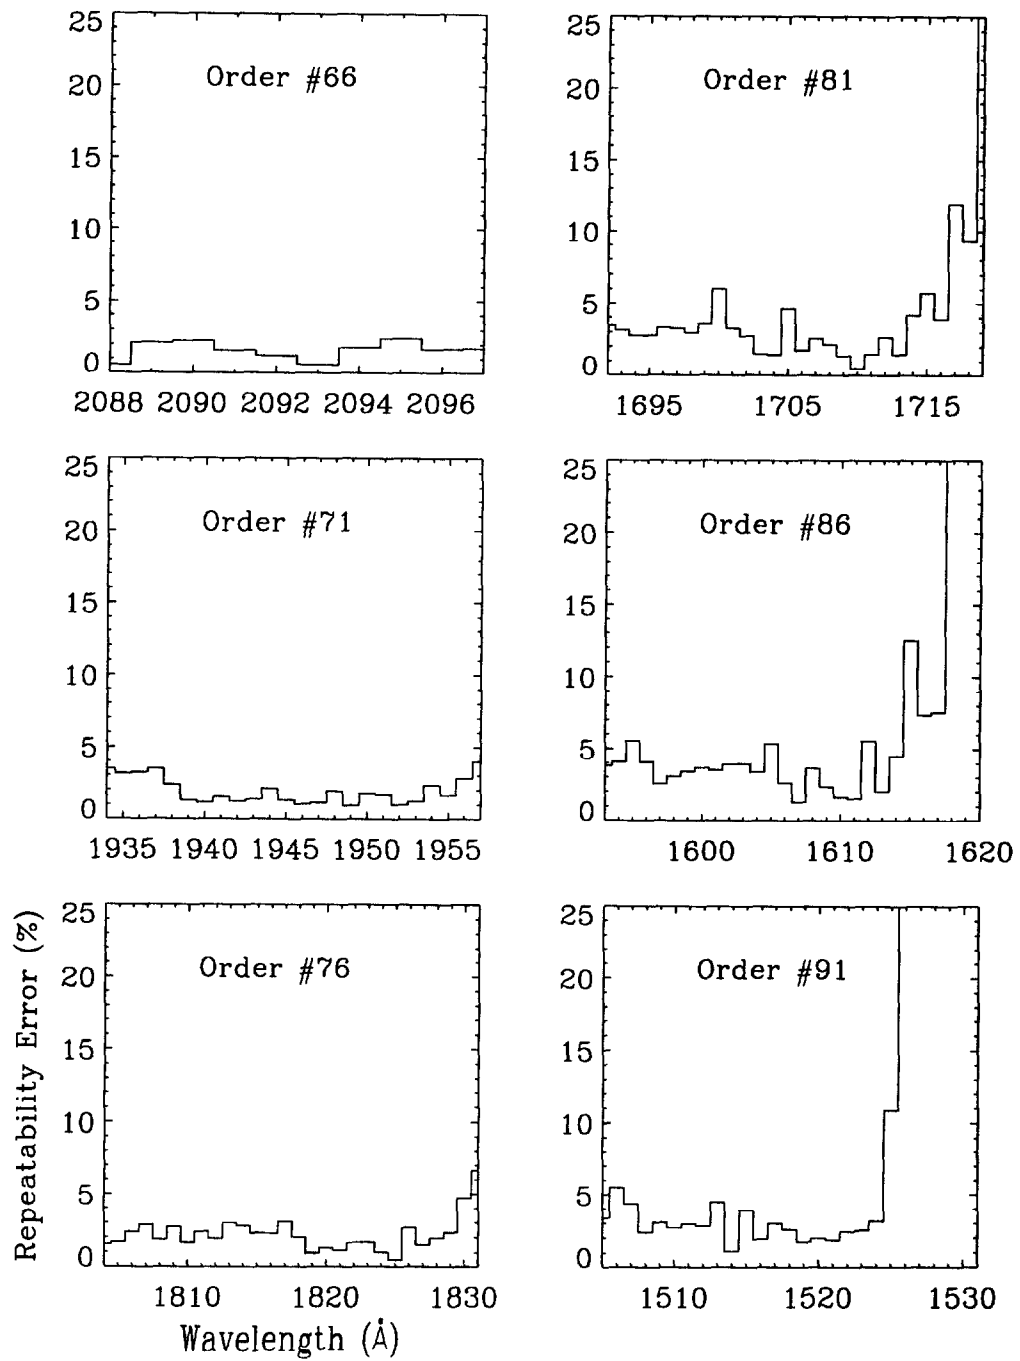 25
20
15
10
5
0
Order #66
2088 2090 2092 2094 2096
25
20
15
10
5
0
Order #81
1695 1705 1715
25
20
15
10
5
0
Order #71
1935 1940 1945 1950 1955
25
20
15
10
5
0
Order #86
1600 1610 1620
Repeatability Error (%)
25
20
15
10
5
0
Order #76
1810 1820 1830
Wavelength (Å)
25
20
15
10
5
0
Order #91
1510 1520 1530